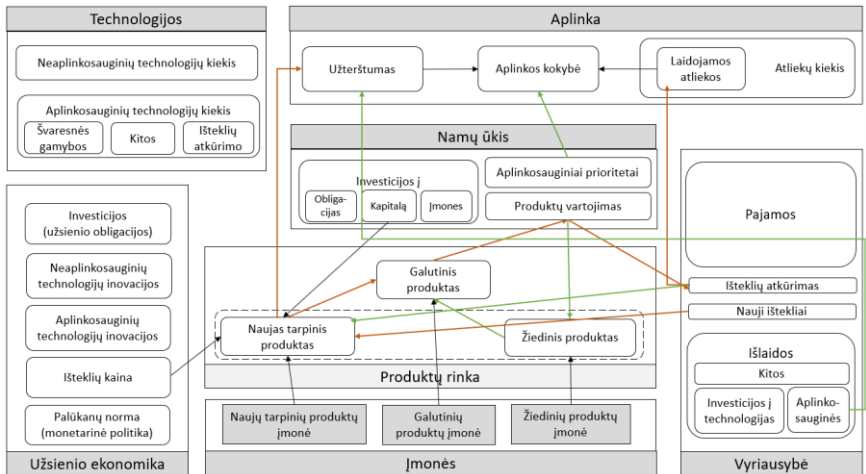 Technologijos
Neaplinkosauginių technologijų kiekis
Aplinkosauginių technologijų kiekis
Švaresnės
gamybos
Kitos
Išteklių
atkūrimo
Aplinka
Užterštumas
Aplinkos kokybė
Laidojamos
atliekos
Atliekų kiekis
Namų ūkis
Investicijos į
Obliga-
cijas
Kapitalą
Įmones
Aplinkosauginiai prioritetai
Produktų vartojimas
Investicijos
(užsienio obligacijos)
Neaplinkosauginių
technologijų inovacijos
Aplinkosauginių
technologijų inovacijos
Išteklių kaina
Palūkanų norma
(monetarinė politika)
Užsienio ekonomika
Galutinis
produktas
Naujas tarpinis
produktas
Žiedinis produktas
Produktų rinka
Naujų tarpinių produktų
įmonė
Galutinių
produktų įmonė
Žiedinių produktų
įmonė
Įmonės
Pajamos
Išteklių atkūrimas
Nauji ištekliai
Išlaidos
Kitos
Investicijos į
technologijas
Aplinko-
sauginės
Vyriausybė